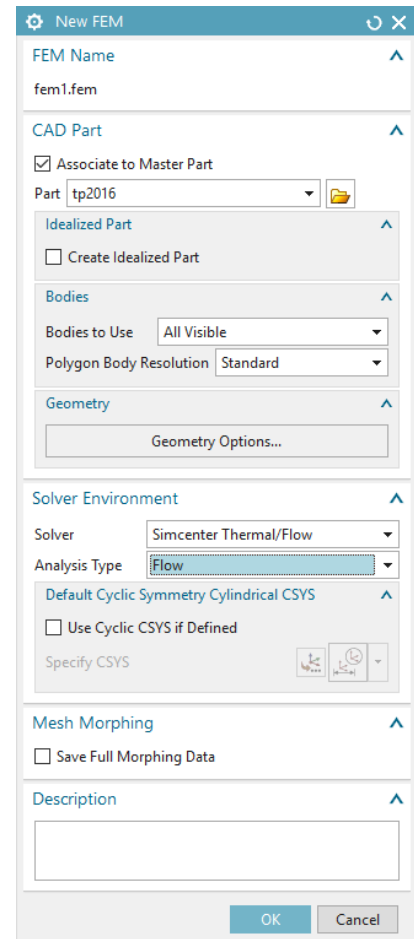 New FEM
FEM Name
fem1.fem
CAD Part
Associate to Master Part
Part tp2016
Idealized Part
Create Idealized Part
Bodies
Bodies to Use All Visible
Polygon Body Resolution Standard
Geometry
Geometry Options...
Solver Environment
Solver Simcenter Thermal/Flow
Analysis Type Flow
Default Cyclic Symmetry Cylindrical CSYS
Use Cyclic CSYS if Defined
Specify CSYS
Mesh Morphing
Save Full Morphing Data
Description
OK Cancel